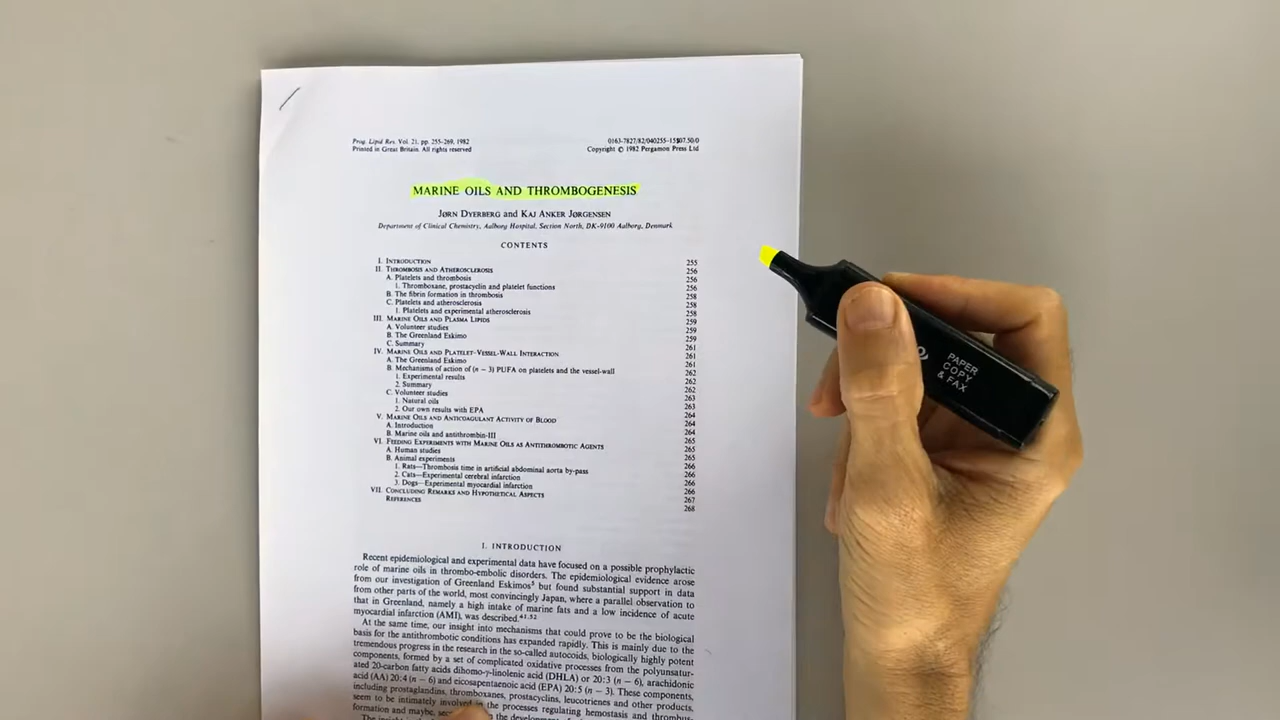 Prog. Lipid Res. Vol. 21, pp. 255-269, 1982
Printed in Great Britain. All rights reserved
0163-7827/82/040255-15$07.50/0
Copyright © 1982 Pergamon Press Ltd
MARINE OILS AND THROMBOGENESIS
JØRN DYERBERG and KAJ ANKER JØRGENSEN
Department of Clinical Chemistry, Aalborg Hospital, Section North, DK-9100 Aalborg, Denmark
CONTENTS
I. INTRODUCTION 255
II. THROMBOSIS AND ATHEROSCLEROSIS 256
A. Platelets and thrombosis 256
1. Thromboxane, prostacyclin and platelet functions 256
B. The fibrin formation in thrombosis 258
C. Platelets and atherosclerosis 258
1. Platelets and experimental atherosclerosis 258
III. MARINE OILS AND PLASMA LIPIDS 259
A. Volunteer studies 259
B. The Greenland Eskimo 259
C. Summary 261
IV. MARINE OILS AND PLATELET-VESSEL-WALL INTERACTION 261
A. The Greenland Eskimo 261
B. Mechanisms of action of (n − 3) PUFA on platelets and the vessel-wall 262
1. Experimental results 262
2. Summary 262
C. Volunteer studies 263
1. Natural oils 263
2. Our own results with EPA 264
V. MARINE OILS AND ANTICOAGULANT ACTIVITY OF BLOOD 264
A. Introduction 264
B. Marine oils and antithrombin-III 265
VI. FEEDING EXPERIMENTS WITH MARINE OILS AS ANTITHROMBOTIC AGENTS 265
A. Human studies 265
B. Animal experiments 266
1. Rats—Thrombosis time in artificial abdominal aorta by-pass 266
2. Cats—Experimental cerebral infarction 266
3. Dogs—Experimental myocardial infarction 266
VII. CONCLUDING REMARKS AND HYPOTHETICAL ASPECTS 267
REFERENCES 268
I. INTRODUCTION
Recent epidemiological and experimental data have focused on a possible prophylactic
role of marine oils in thrombo-embolic disorders. The epidemiological evidence arose
from our investigation of Greenland Eskimos⁵ but found substantial support in data
from other parts of the world, most convincingly Japan, where a parallel observation to
that in Greenland, namely a high intake of marine fats and a low incidence of acute
myocardial infarction (AMI), was described.⁴¹·⁵²
At the same time, our insight into mechanisms that could prove to be the biological
basis for the antithrombotic conditions has expanded rapidly. This is mainly due to the
tremendous progress in the research in the so-called autocoids, biologically highly potent
components, formed by a set of complicated oxidative processes from the polyunsatur-
ated 20-carbon fatty acids dihomo-γ-linolenic acid (DHLA) or 20:3 (n − 6), arachidonic
acid (AA) 20:4 (n − 6) and eicosapentaenoic acid (EPA) 20:5 (n − 3). These components,
including prostaglandins, thromboxanes, prostacyclins, leucotrienes and other products,
seem to be intimately involved in the processes regulating hemostasis and thrombus-
formation and maybe, in the development of
The
PAPER
COPY
& FAX